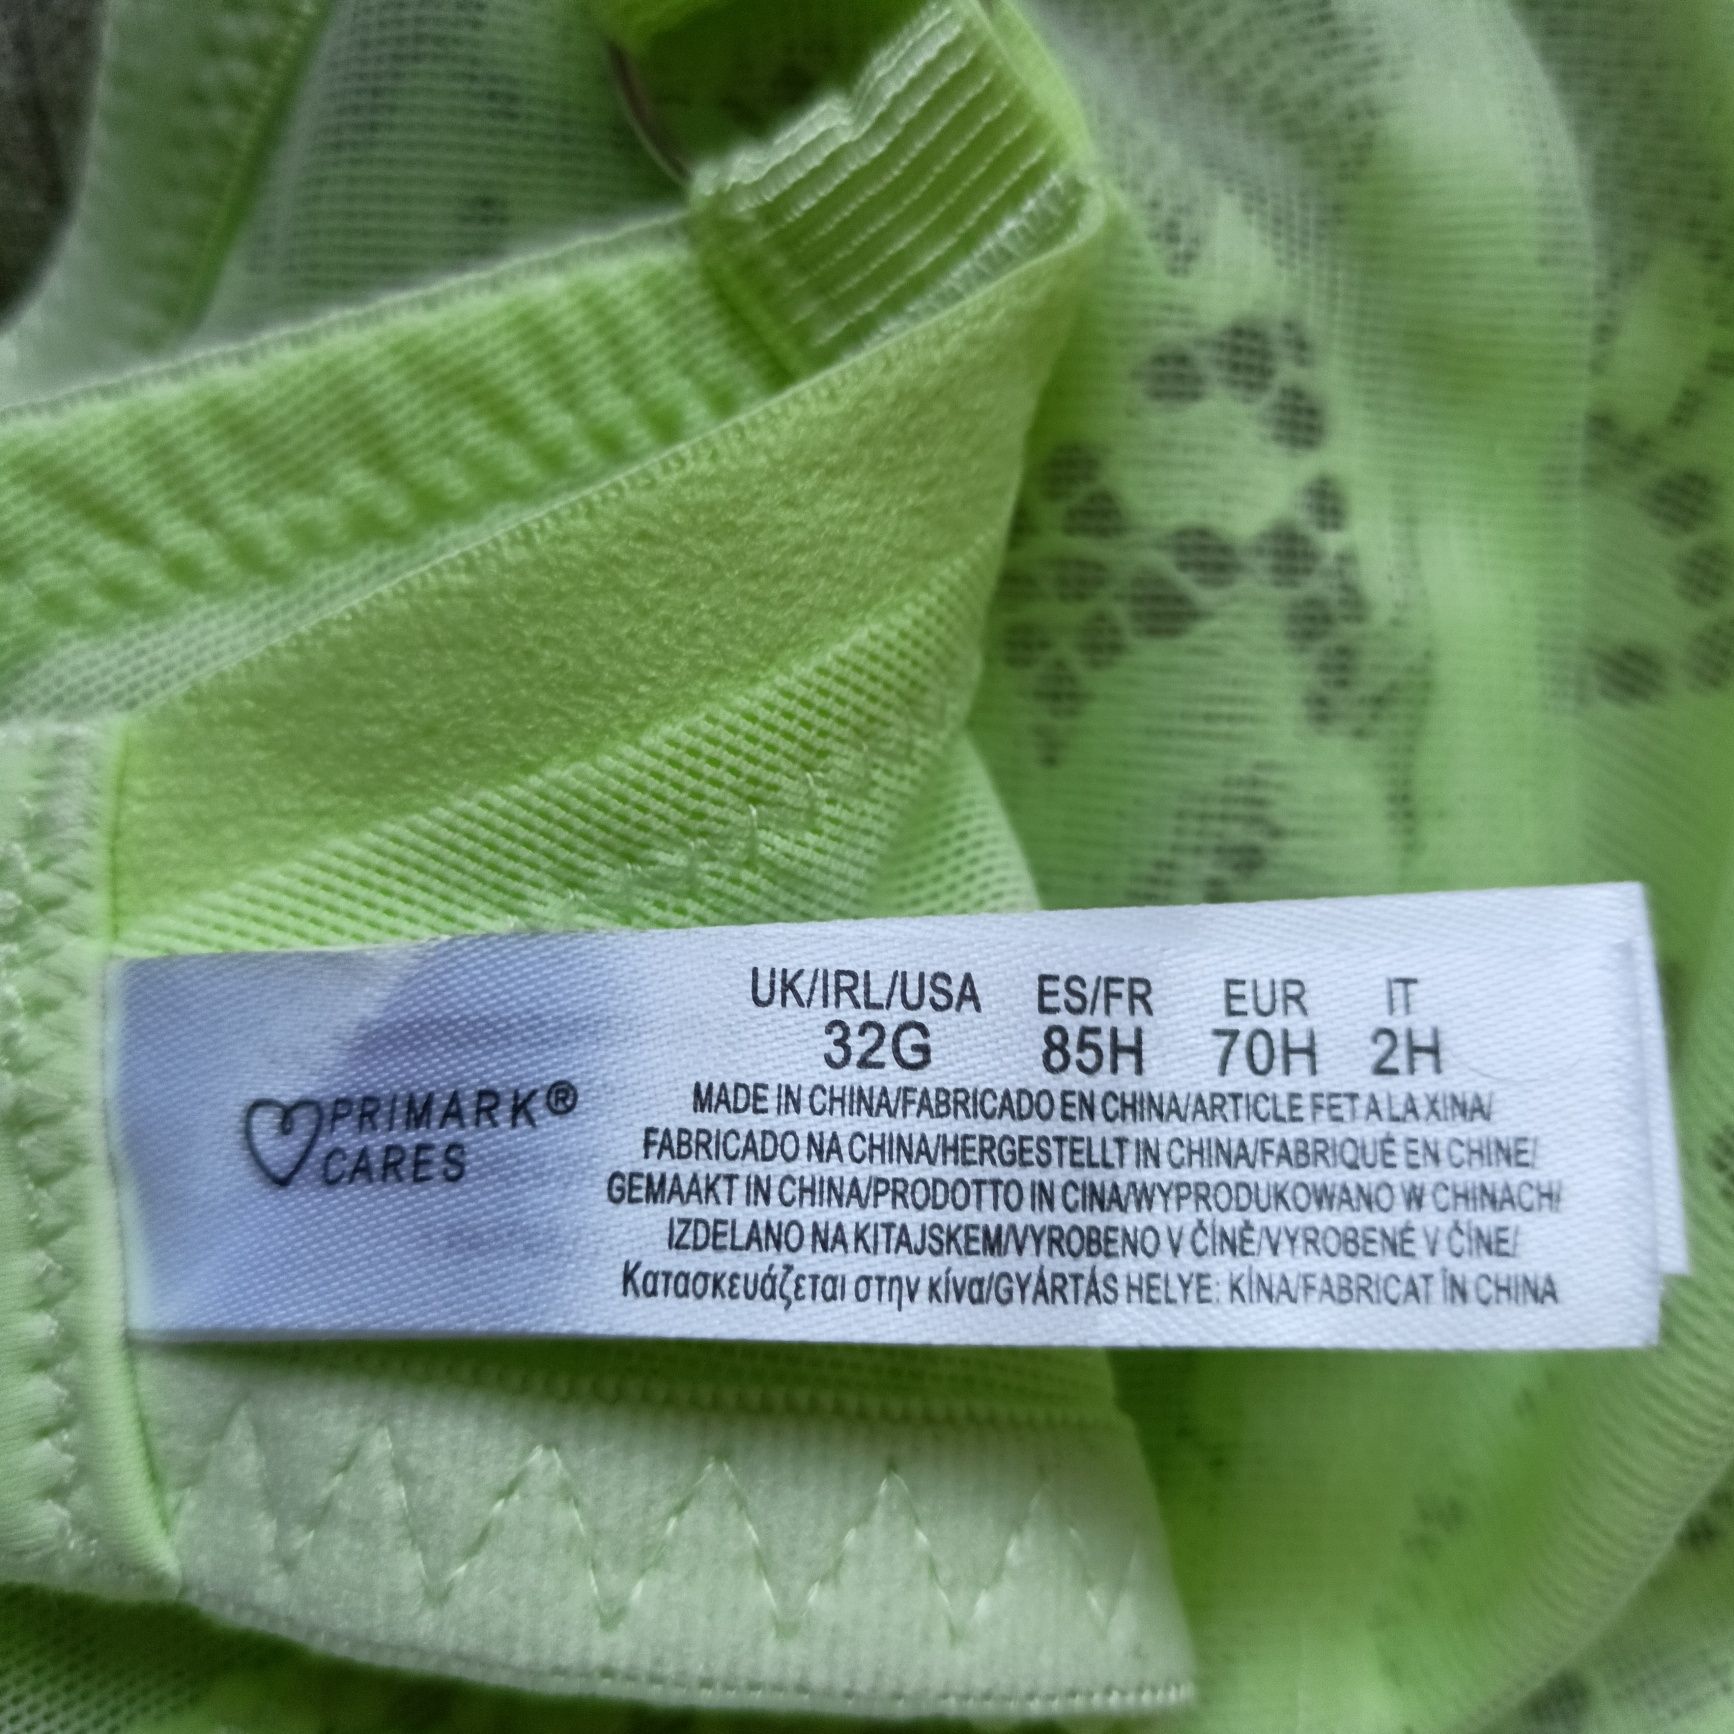 PRIMARK®
CARES
UK/IRL/USA ES/FR EUR IT
32G 85H 70H 2H
MADE IN CHINA/FABRICADO EN CHINA/ARTICLE FET A LA XINA/
FABRICADO NA CHINA/HERGESTELLT IN CHINA/FABRIQUÉ EN CHINE/
GEMAAKT IN CHINA/PRODOTTO IN CINA/WYPRODUKOWANO W CHINACH/
IZDELANO NA KITAJSKEM/VYROBENO V ČÍNĚ/VYROBENÉ V ČÍNE/
Κατασκευάζεται στην κίνα/GYÁRTÁS HELYE: KÍNA/FABRICAT ÎN CHINA